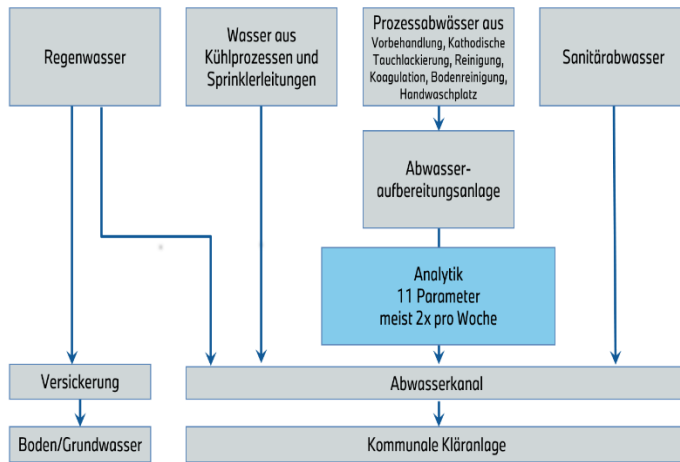 Regenwasser
Wasser aus
Kühlprozessen und
Sprinklerleitungen
Prozessabwässer aus
Vorbehandlung, Kathodische
Tauchlackierung, Reinigung,
Koagulation, Bodenreinigung,
Handwaschplatz
Sanitärabwasser
Abwasser-
aufbereitungsanlage
Analytik
11 Parameter
meist 2x pro Woche
Versickerung
Abwasserkanal
Boden/Grundwasser
Kommunale Kläranlage